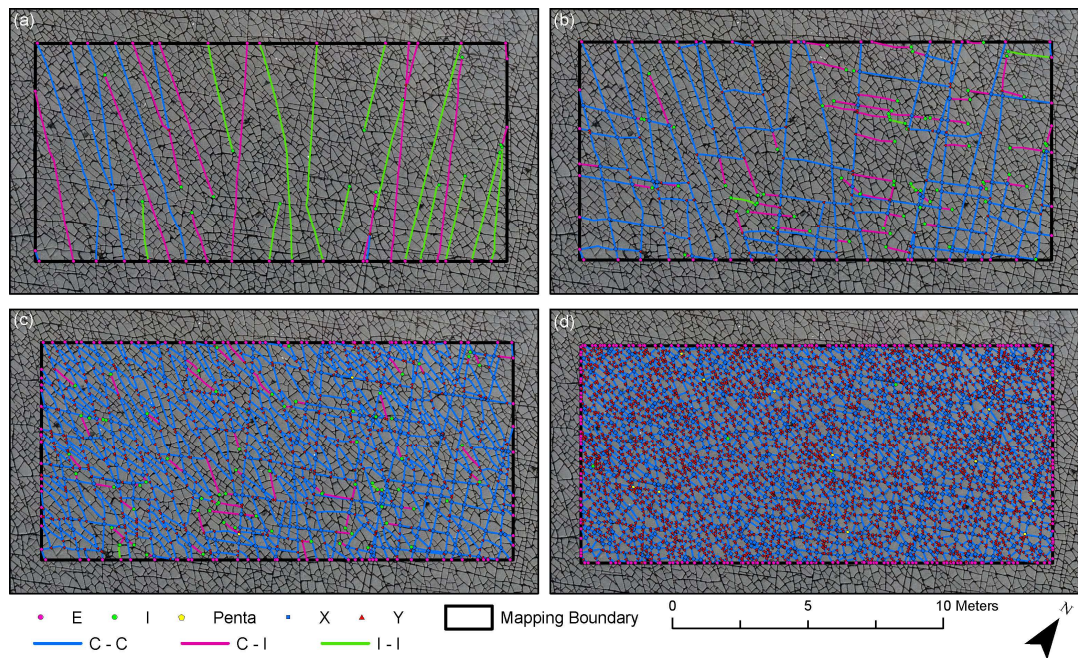 (a)
(b)
(c)
(d)
E I Penta X Y Mapping Boundary
C - C C - I I - I
0 5 10 Meters
N